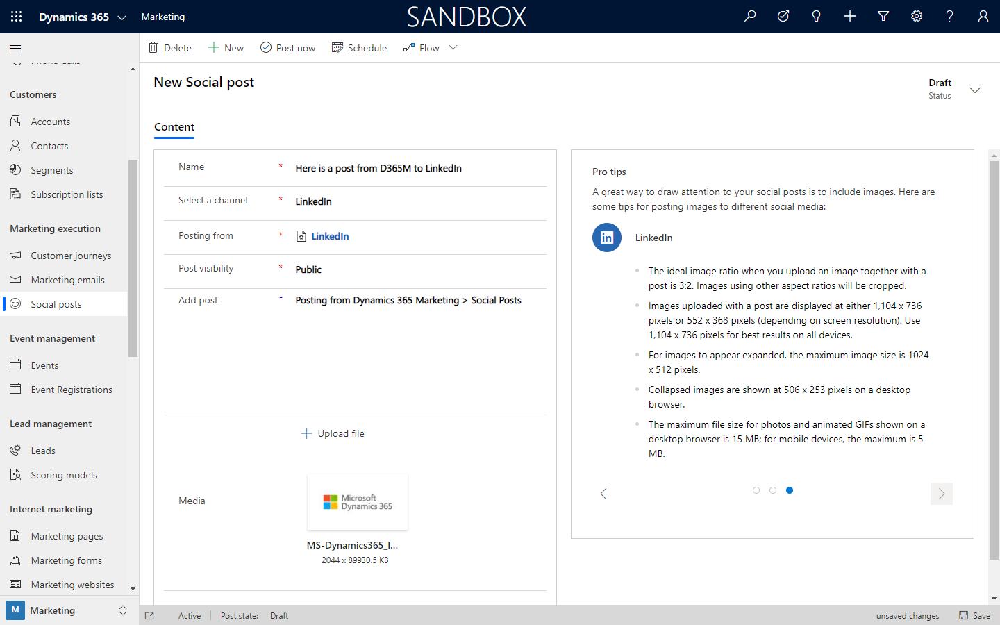 Dynamics 365
Marketing
SANDBOX
Delete
New
Post now
Schedule
Flow
Phone Calls
Customers
Accounts
Contacts
Segments
Subscription lists
Marketing execution
Customer journeys
Marketing emails
Social posts
Event management
Events
Event Registrations
Lead management
Leads
Scoring models
Internet marketing
Marketing pages
Marketing forms
Marketing websites
M
Marketing
New Social post
Draft
Status
Content
Name * Here is a post from D365M to LinkedIn
Select a channel * LinkedIn
Posting from * LinkedIn
Post visibility * Public
Add post + Posting from Dynamics 365 Marketing > Social Posts
Upload file
Media
Microsoft
Dynamics 365
MS-Dynamics365_l...
2044 x 89930.5 KB
Pro tips
A great way to draw attention to your social posts is to include images. Here are
some tips for posting images to different social media:
in
LinkedIn
The ideal image ratio when you upload an image together with a
post is 3:2. Images using other aspect ratios will be cropped.
Images uploaded with a post are displayed at either 1,104 x 736
pixels or 552 x 368 pixels (depending on screen resolution). Use
1,104 x 736 pixels for best results on all devices.
For images to appear expanded, the maximum image size is 1024
x 512 pixels.
Collapsed images are shown at 506 x 253 pixels on a desktop
browser.
The maximum file size for photos and animated GIFs shown on a
desktop browser is 15 MB; for mobile devices, the maximum is 5
MB.
Active
Post state: Draft
unsaved changes
Save